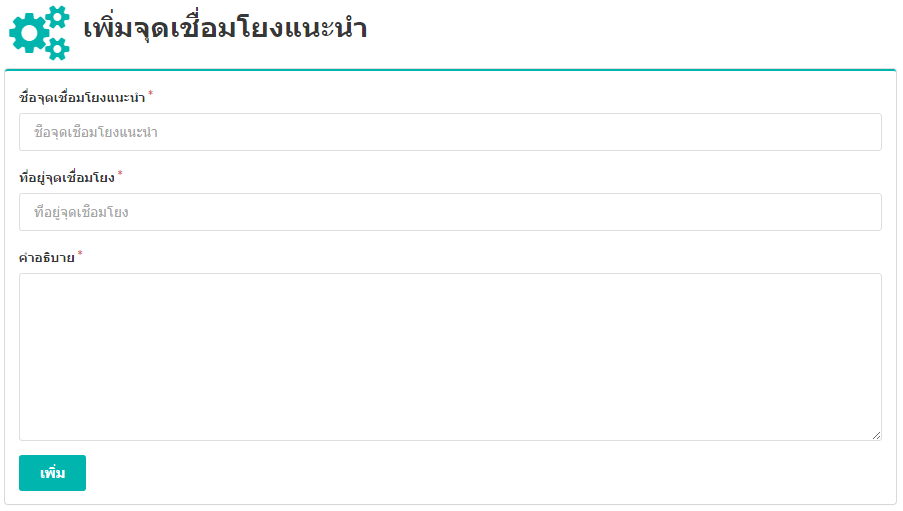 เพิ่มจุดเชื่อมโยงแนะนำ
ชื่อจุดเชื่อมโยงแนะนำ *
ชื่อจุดเชื่อมโยงแนะนำ
ที่อยู่จุดเชื่อมโยง *
ที่อยู่จุดเชื่อมโยง
คำอธิบาย *
เพิ่ม